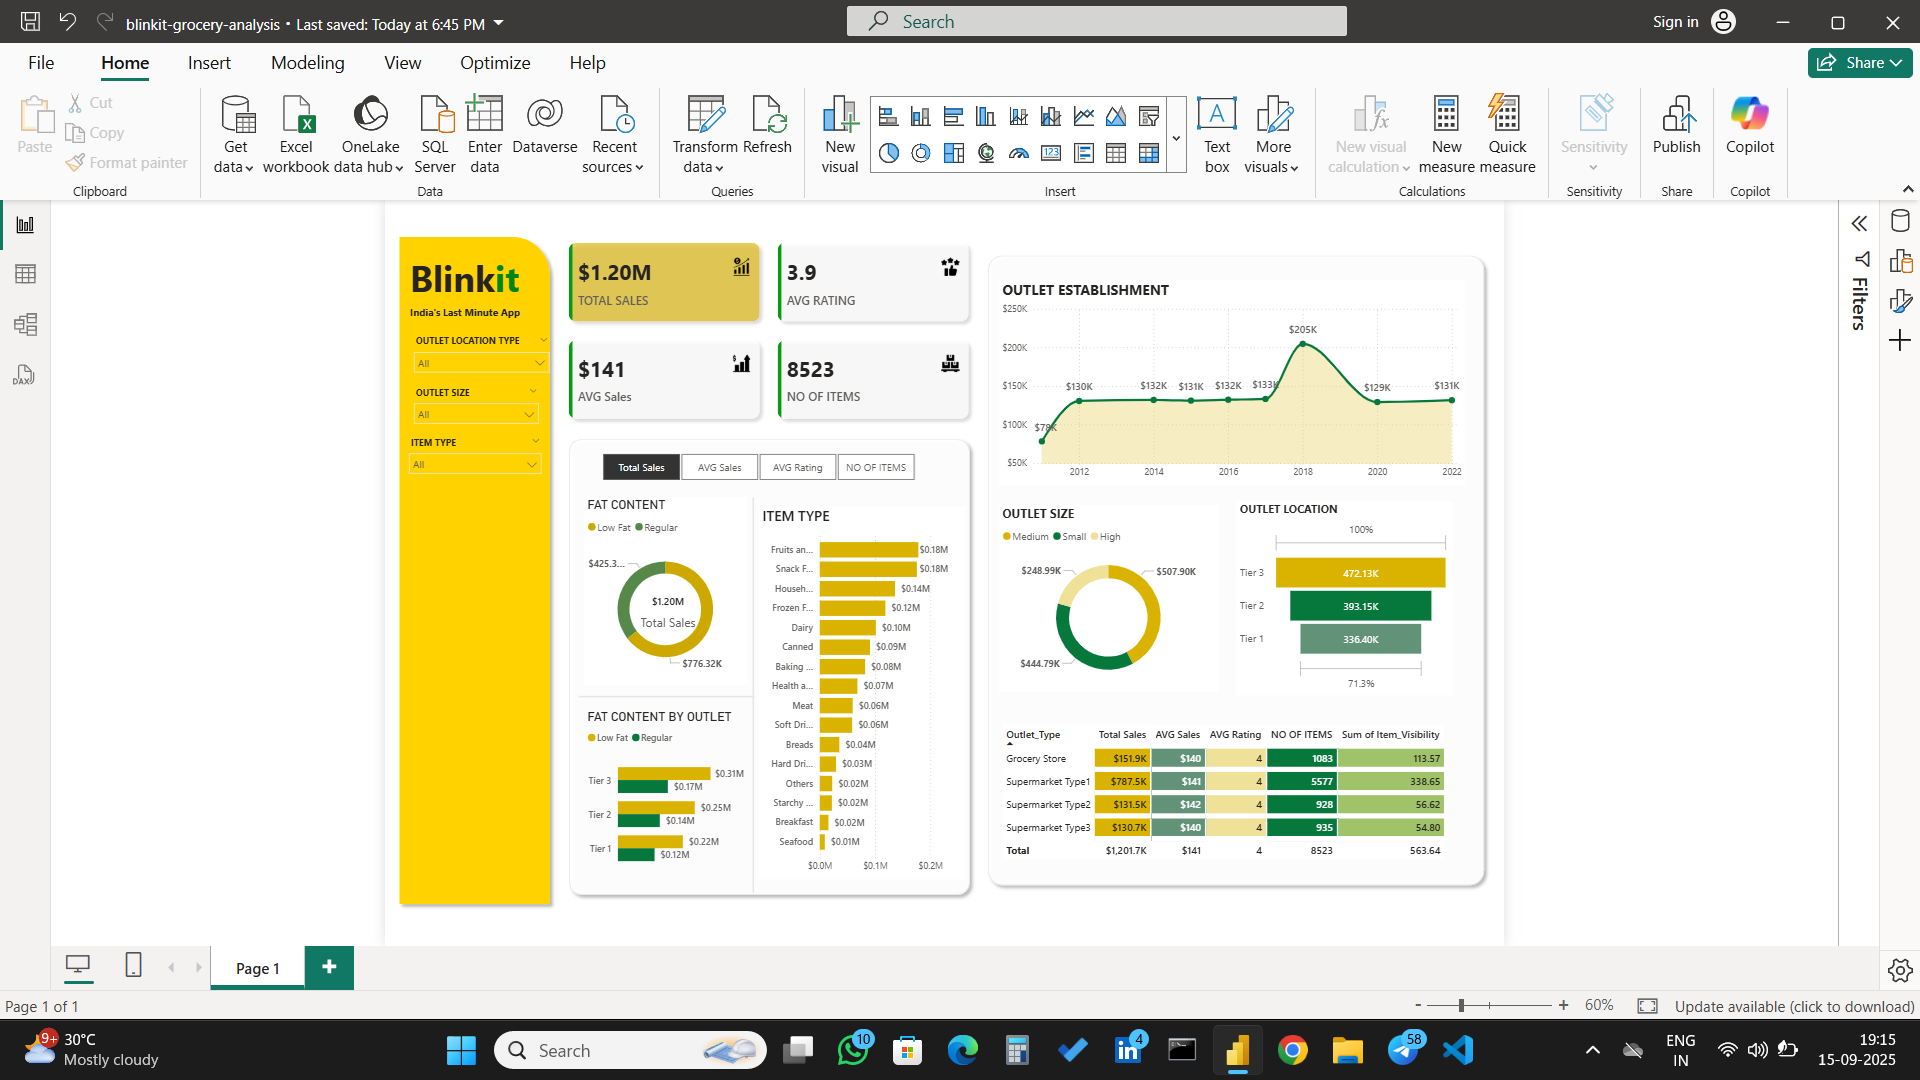 blinkit-grocery-analysis • Last saved: Today at 6:45 PM
Search
Sign in
File
Home
Insert
Modeling
View
Optimize
Help
Share
Paste
Cut
Copy
Format painter
Clipboard
Get data
Excel workbook
OneLake data hub
SQL Server
Enter data
Dataverse
Recent sources
Data
Transform data
Refresh
Queries
New visual
Text box
More visuals
Insert
New visual calculation
New measure
Quick measure
Calculations
Sensitivity
Sensitivity
Publish
Share
Copilot
Copilot
Filters
Blinkit
India's Last Minute App
OUTLET LOCATION TYPE
All
OUTLET SIZE
All
ITEM TYPE
All
$1.20M
TOTAL SALES
3.9
AVG RATING
$141
AVG Sales
8523
NO OF ITEMS
Total Sales
AVG Sales
AVG Rating
NO OF ITEMS
FAT CONTENT
Low Fat Regular
$425.3...
$1.20M
Total Sales
$776.32K
FAT CONTENT BY OUTLET
Low Fat Regular
Tier 3 $0.31M
$0.17M
Tier 2 $0.25M
$0.14M
Tier 1 $0.22M
$0.12M
ITEM TYPE
Fruits an... $0.18M
Snack F... $0.18M
Househ... $0.14M
Frozen F... $0.12M
Dairy $0.10M
Canned $0.09M
Baking ... $0.08M
Health a... $0.07M
Meat $0.06M
Soft Dri... $0.06M
Breads $0.04M
Hard Dri... $0.03M
Others $0.02M
Starchy ... $0.02M
Breakfast $0.02M
Seafood $0.01M
$0.0M $0.1M $0.2M
OUTLET ESTABLISHMENT
$250K
$200K
$150K
$100K
$50K
$78K $130K $132K $131K $132K $133K $205K $129K $131K
2012 2014 2016 2018 2020 2022
OUTLET SIZE
Medium Small High
$248.99K
$507.90K
$444.79K
OUTLET LOCATION
100%
Tier 3 472.13K
Tier 2 393.15K
Tier 1 336.40K
71.3%
Outlet_Type Total Sales AVG Sales AVG Rating NO OF ITEMS Sum of Item_Visibility
Grocery Store $151.9K $140 4 1083 113.57
Supermarket Type1 $787.5K $141 4 5577 338.65
Supermarket Type2 $131.5K $142 4 928 56.62
Supermarket Type3 $130.7K $140 4 935 54.80
Total $1,201.7K $141 4 8523 563.64
Page 1
Page 1 of 1
- + 60%
Update available (click to download)
9+
30°C
Mostly cloudy
Search
10
4
58
ENG
IN
19:15
15-09-2025